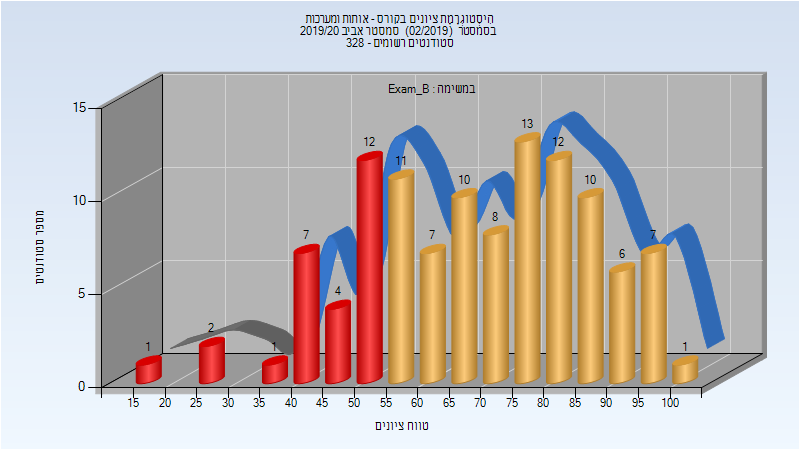 היסטוגרמת ציונים בקורס - אותות ומערכות
בסמסטר (02/2019) סמסטר אביב 2019/20
סטודנטים רשומים - 328
במשימה : Exam_B
מספר סטודנטים
15
10
5
0
1
2
1
7
4
12
11
7
10
8
13
12
10
6
7
1
15 20 25 30 35 40 45 50 55 60 65 70 75 80 85 90 95 100
טווח ציונים